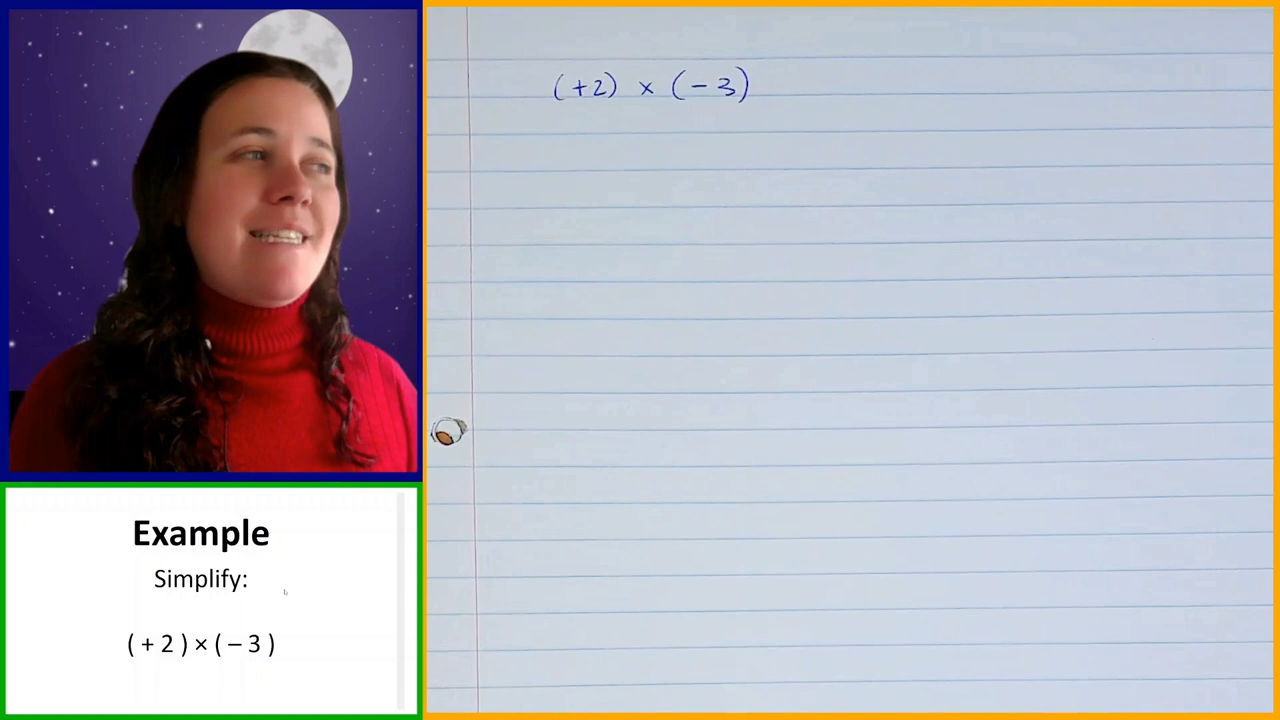 (+2) × (-3)
Example
Simplify:
( + 2 ) × ( – 3 )